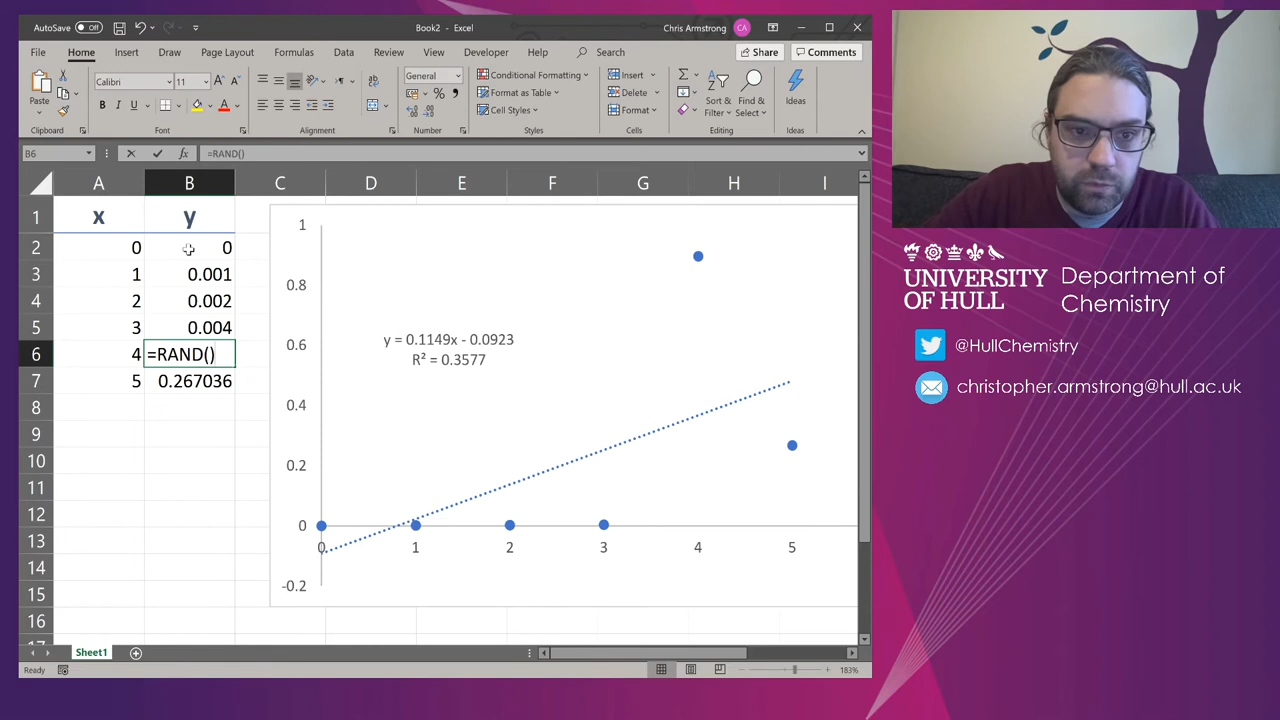 AutoSave Off Book2 - Excel Chris Armstrong CA
File Home Insert Draw Page Layout Formulas Data Review View Developer Help Search Share Comments
Calibri 11 General Conditional Formatting Insert
Paste Format as Table Delete Sort & Filter Find & Select Ideas
Cell Styles Format
Clipboard Font Alignment Number Styles Cells Editing Ideas
B6 fx =RAND()
A B C D E F G H I
1 x y
2 0 0
3 1 0.001
4 2 0.002
5 3 0.004
6 4 =RAND()
7 5 0.267036
8
9
10
11
12
13
14
15
16
17
1
0.8
0.6
0.4
0.2
0
-0.2
y = 0.1149x - 0.0923
R² = 0.3577
0 1 2 3 4 5
Sheet1
Ready 183%
UNIVERSITY
OF HULL
Department of
Chemistry
@HullChemistry
christopher.armstrong@hull.ac.uk